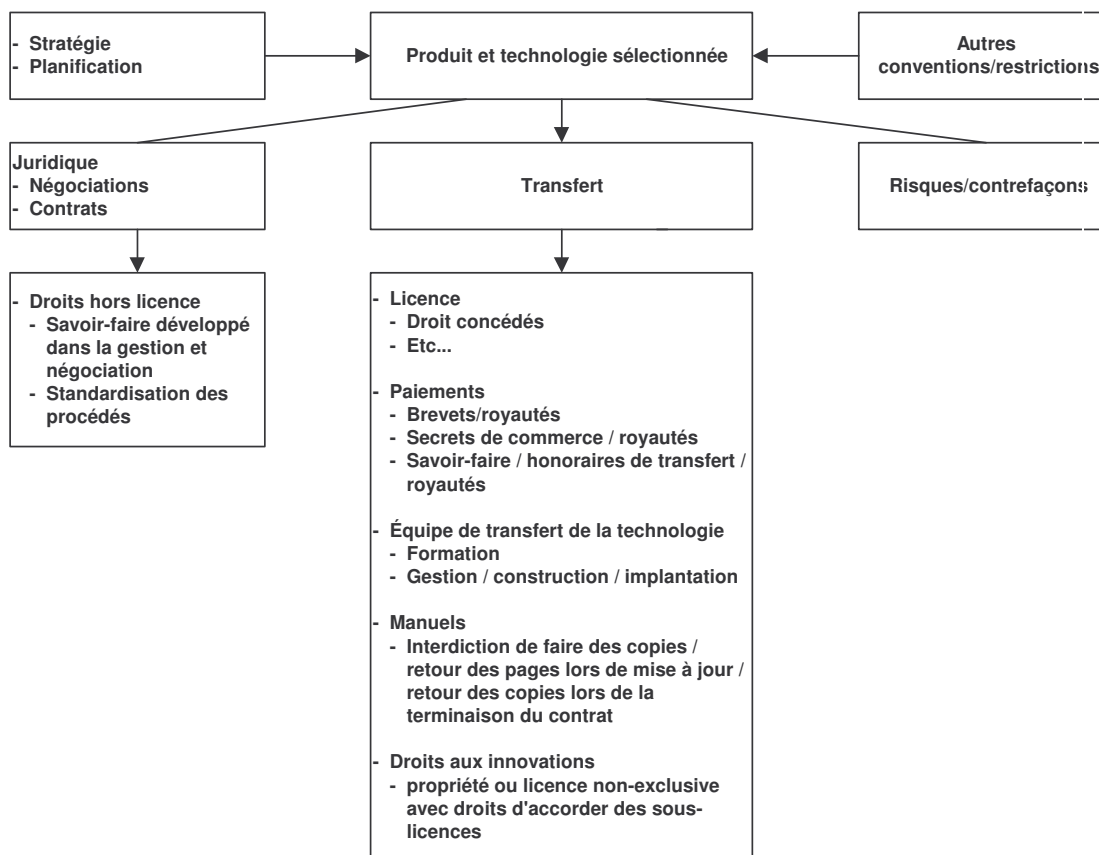 - Stratégie
- Planification
Produit et technologie sélectionnée
Autres
conventions/restrictions
Juridique
- Négociations
- Contrats
Transfert
Risques/contrefaçons
- Droits hors licence
- Savoir-faire développé
dans la gestion et
négociation
- Standardisation des
procédés
- Licence
- Droit concédés
- Etc...
- Paiements
- Brevets/royautés
- Secrets de commerce / royautés
- Savoir-faire / honoraires de transfert /
royautés
- Équipe de transfert de la technologie
- Formation
- Gestion / construction / implantation
- Manuels
- Interdiction de faire des copies /
retour des pages lors de mise à jour /
retour des copies lors de la
terminaison du contrat
- Droits aux innovations
- propriété ou licence non-exclusive
avec droits d'accorder des sous-
licences